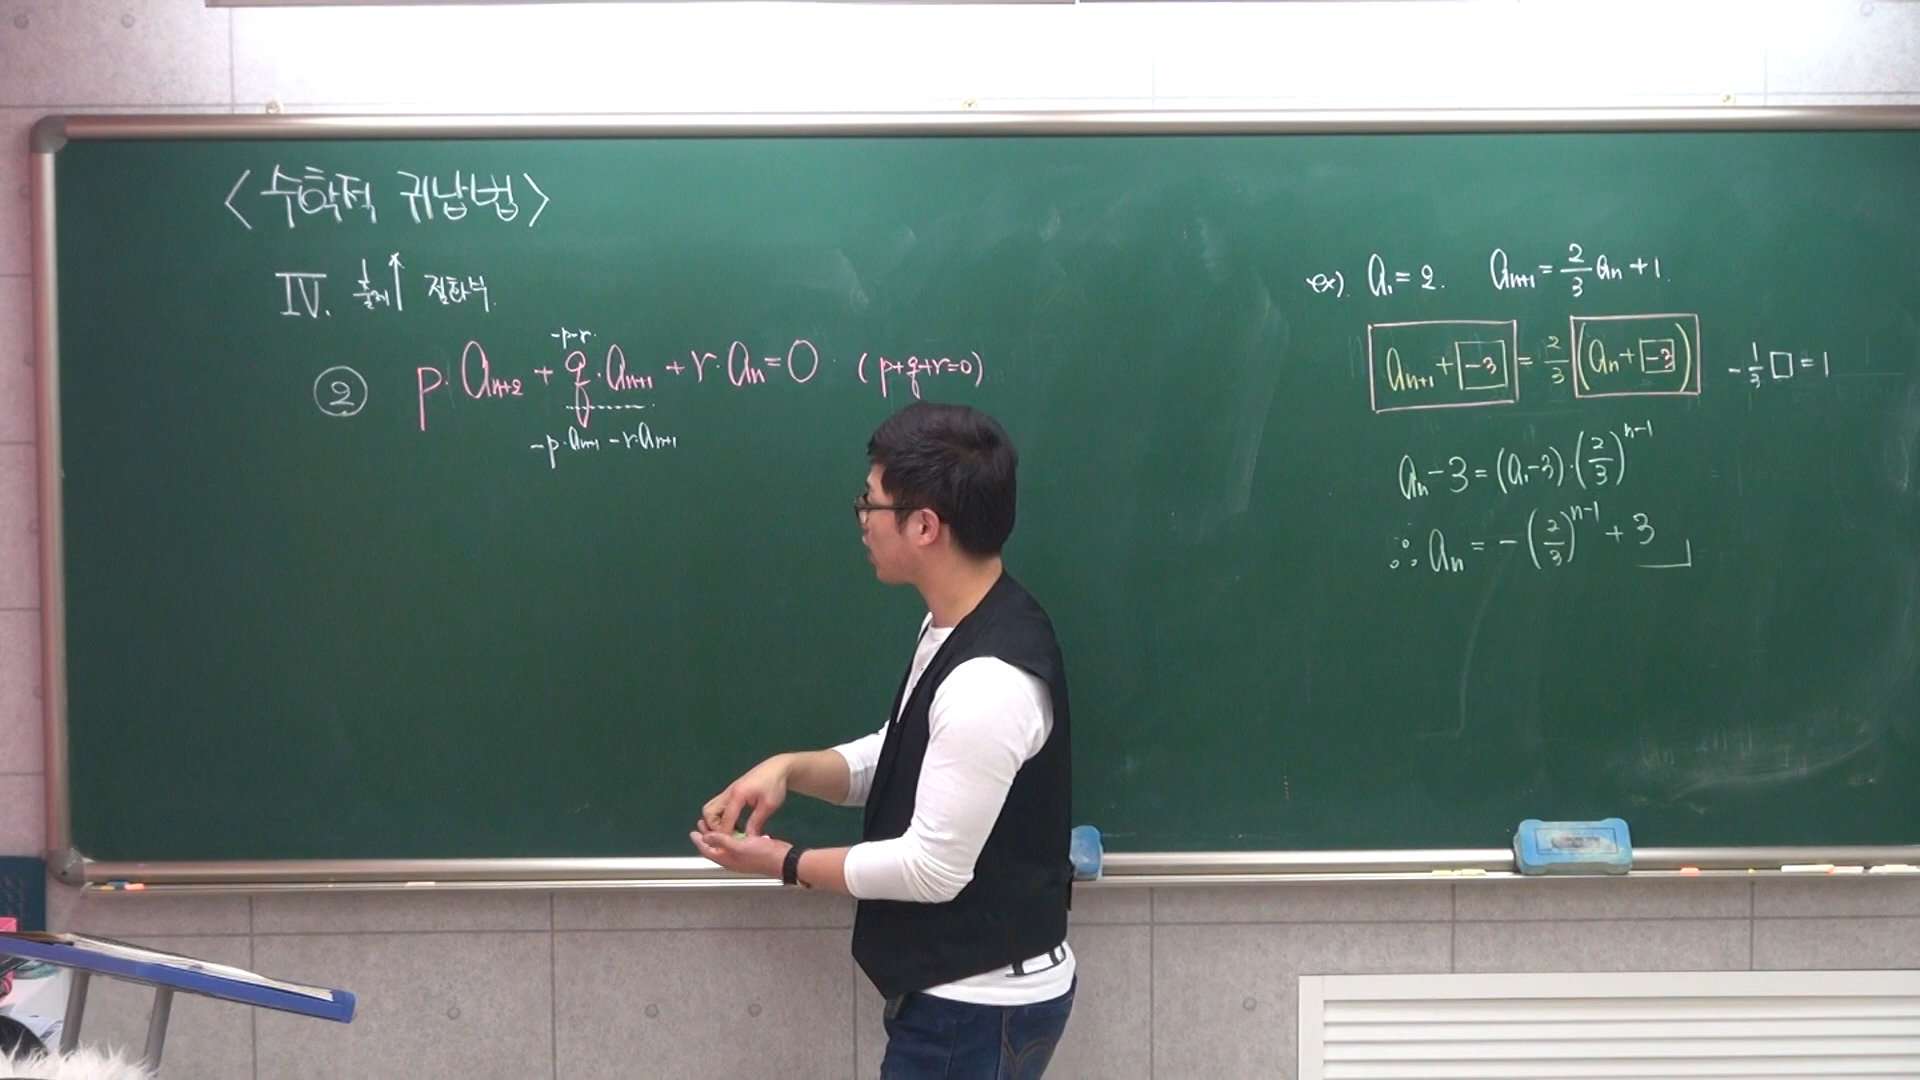 <수학적 귀납법>
IV. 출제↑ 점화식.
-p-r.
② p·aₙ₊₂ + q·aₙ₊₁ + r·aₙ = 0 (p+q+r=0)
-p·aₙ₊₁ -r·aₙ₊₁
ex). a₁ = 2. aₙ₊₁ = 2/3 aₙ + 1.
aₙ₊₁ + -3 = 2/3 (aₙ + -3) -1/3 □ = 1
aₙ - 3 = (a₁-3)·(2/3)ⁿ⁻¹
∴ aₙ = -(2/3)ⁿ⁻¹ + 3